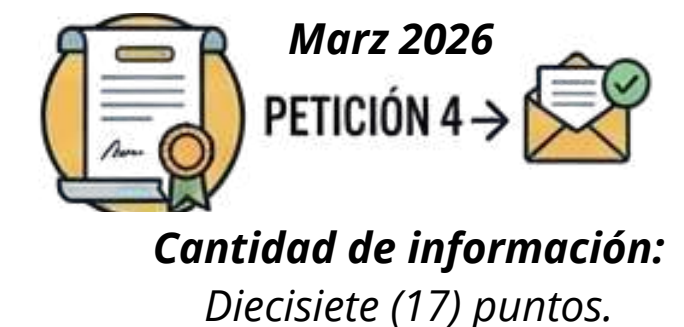 Marz 2026
PETICIÓN 4→
Cantidad de información:
Diecisiete (17) puntos.